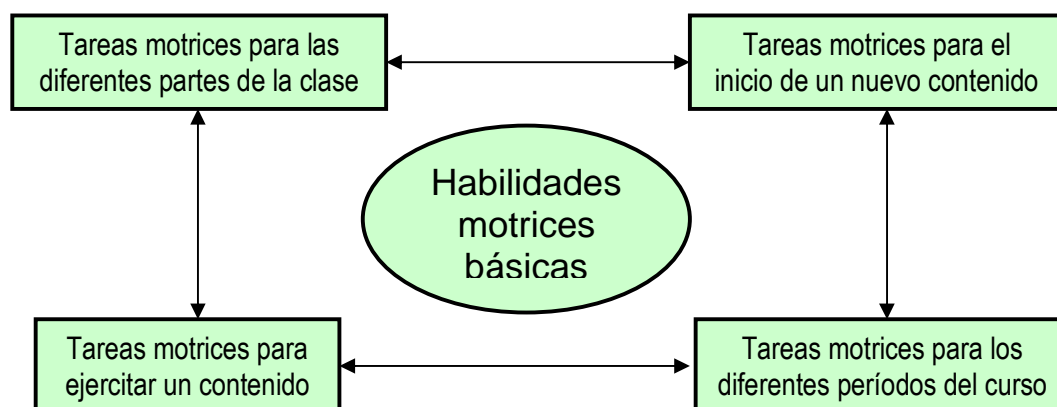 Tareas motrices para las
diferentes partes de la clase
Tareas motrices para el
inicio de un nuevo contenido
Habilidades
motrices
básicas
Tareas motrices para
ejercitar un contenido
Tareas motrices para los
diferentes períodos del curso